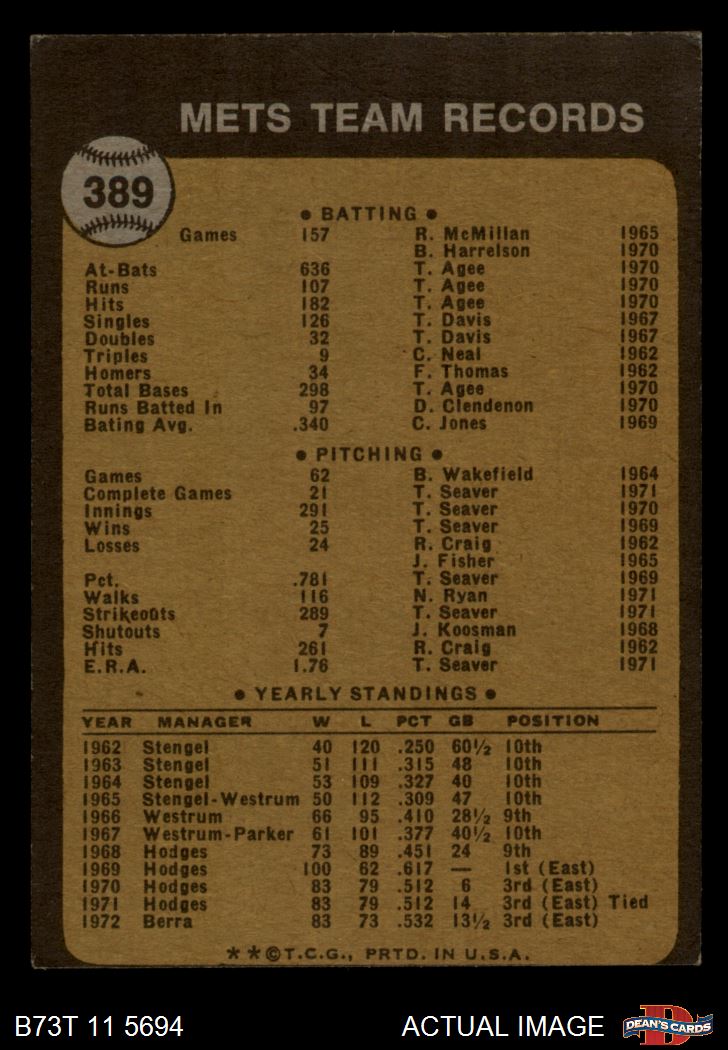 METS TEAM RECORDS
389
● BATTING ●
Games 157 R. McMillan 1965
B. Harrelson 1970
At-Bats 636 T. Agee 1970
Runs 107 T. Agee 1970
Hits 182 T. Agee 1970
Singles 126 T. Davis 1967
Doubles 32 T. Davis 1967
Triples 9 C. Neal 1962
Homers 34 F. Thomas 1962
Total Bases 298 T. Agee 1970
Runs Batted In 97 D. Clendenon 1970
Bating Avg. .340 C. Jones 1969
● PITCHING ●
Games 62 B. Wakefield 1964
Complete Games 21 T. Seaver 1971
Innings 291 T. Seaver 1970
Wins 25 T. Seaver 1969
Losses 24 R. Craig 1962
J. Fisher 1965
Pct. .781 T. Seaver 1969
Walks 116 N. Ryan 1971
Strikeouts 289 T. Seaver 1971
Shutouts 7 J. Koosman 1968
Hits 261 R. Craig 1962
E.R.A. 1.76 T. Seaver 1971
● YEARLY STANDINGS ●
YEAR MANAGER W L PCT GB POSITION
1962 Stengel 40 120 .250 60½ 10th
1963 Stengel 51 111 .315 48 10th
1964 Stengel 53 109 .327 40 10th
1965 Stengel-Westrum 50 112 .309 47 10th
1966 Westrum 66 95 .410 28½ 9th
1967 Westrum-Parker 61 101 .377 40½ 10th
1968 Hodges 73 89 .451 24 9th
1969 Hodges 100 62 .617 — 1st (East)
1970 Hodges 83 79 .512 6 3rd (East)
1971 Hodges 83 79 .512 14 3rd (East) Tied
1972 Berra 83 73 .532 13½ 3rd (East)
**©T.C.G., PRTD. IN U.S.A.
B73T 11 5694 ACTUAL IMAGE DEAN'S CARDS